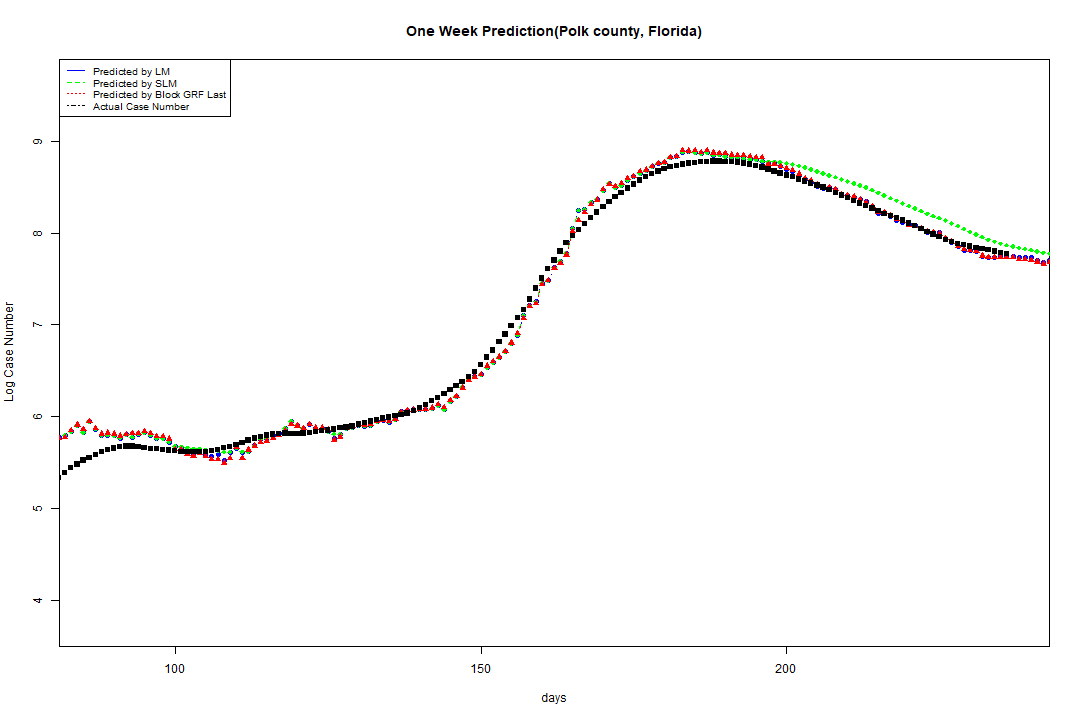 One Week Prediction(Polk county, Florida)
Predicted by LM
Predicted by SLM
Predicted by Block GRF Last
Actual Case Number
9
8
7
6
5
4
Log Case Number
100 150 200
days